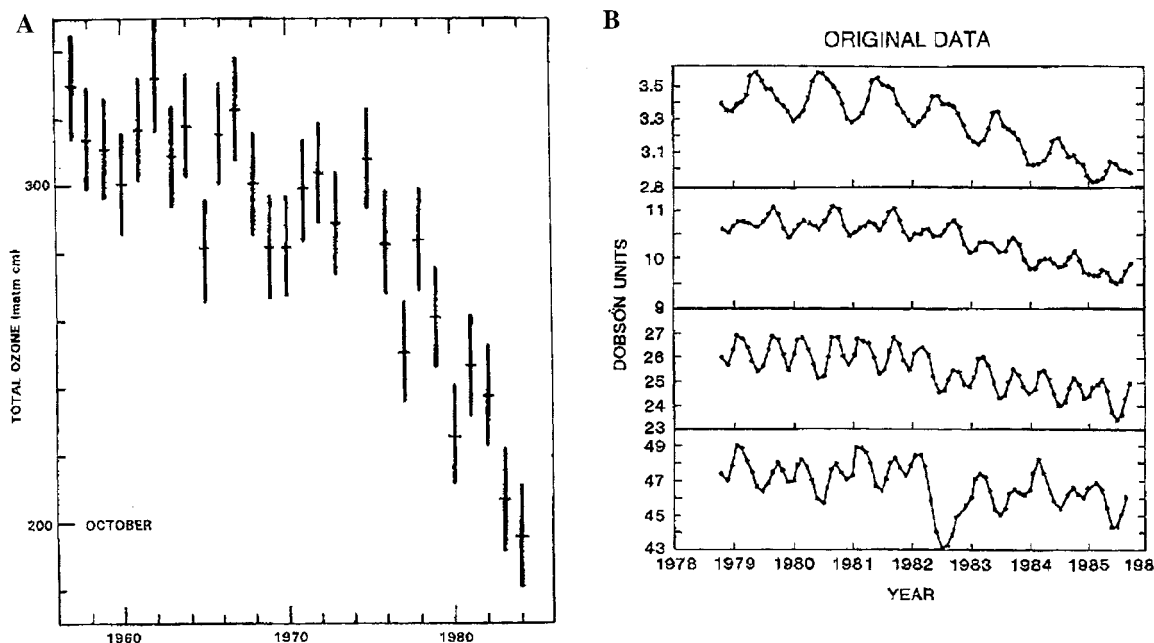 A
TOTAL OZONE (matm cm)
300
200
OCTOBER
1960
1970
1980
B
ORIGINAL DATA
DOBSON UNITS
3.5
3.3
3.1
2.8
11
10
9
27
26
25
24
23
49
47
45
43
1978 1979 1980 1981 1982 1983 1984 1985 198
YEAR